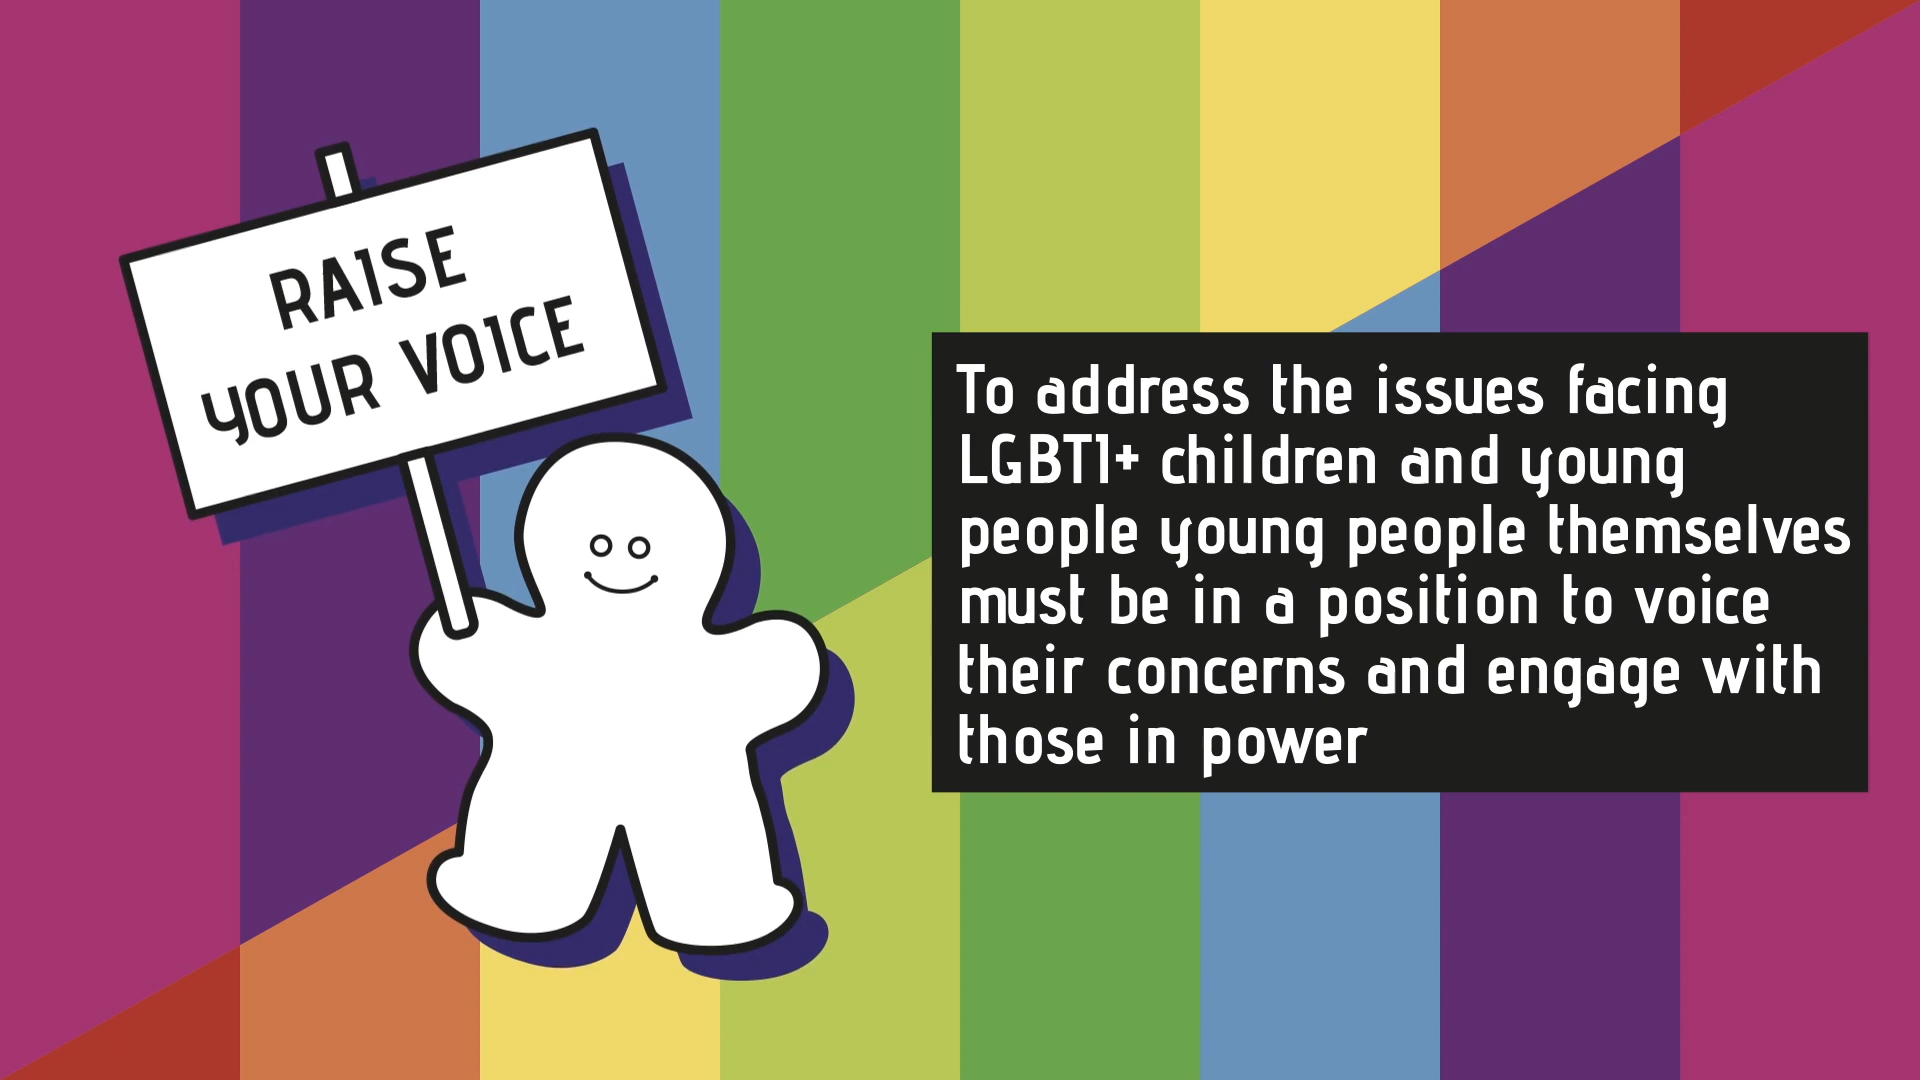 RAISE
YOUR VOICE
To address the issues facing
LGBTI+ children and young
people young people themselves
must be in a position to voice
their concerns and engage with
those in power